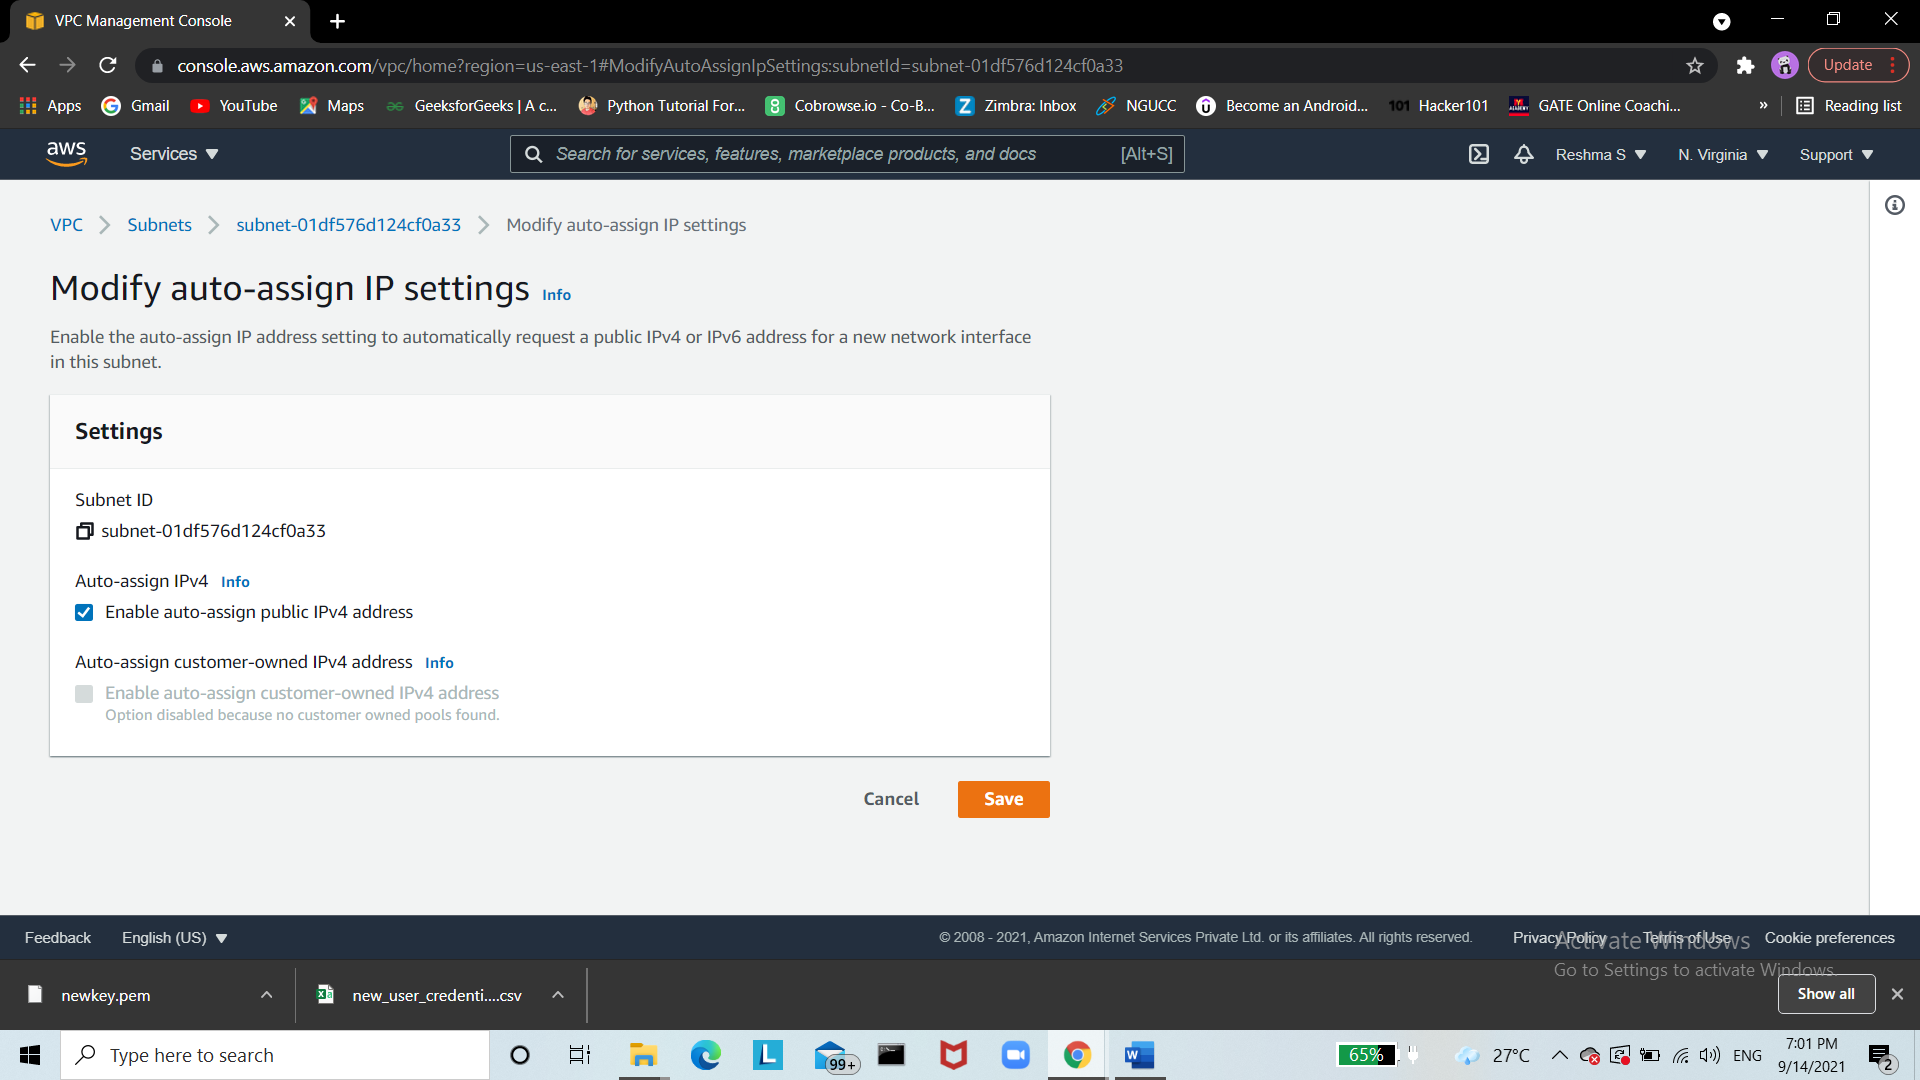 VPC Management Console
console.aws.amazon.com/vpc/home?region=us-east-1#ModifyAutoAssignIpSettings:subnetId=subnet-01df576d124cf0a33
Update
Apps
Gmail
YouTube
Maps
GeeksforGeeks | A c...
Python Tutorial For...
Cobrowse.io - Co-B...
Zimbra: Inbox
NGUCC
Become an Android...
101 Hacker101
GATE Online Coachi...
»
Reading list
aws
Services
Search for services, features, marketplace products, and docs
[Alt+S]
Reshma S
N. Virginia
Support
VPC
Subnets
subnet-01df576d124cf0a33
Modify auto-assign IP settings
Modify auto-assign IP settings Info
Enable the auto-assign IP address setting to automatically request a public IPv4 or IPv6 address for a new network interface
in this subnet.
Settings
Subnet ID
subnet-01df576d124cf0a33
Auto-assign IPv4 Info
Enable auto-assign public IPv4 address
Auto-assign customer-owned IPv4 address Info
Enable auto-assign customer-owned IPv4 address
Option disabled because no customer owned pools found.
Cancel
Save
Feedback
English (US)
© 2008 - 2021, Amazon Internet Services Private Ltd. or its affiliates. All rights reserved.
Privacy Policy
Terms of Use
Cookie preferences
Activate Windows
Go to Settings to activate Windows.
newkey.pem
new_user_credenti....csv
Show all
Type here to search
99+
65%
27°C
ENG
7:01 PM
9/14/2021
2